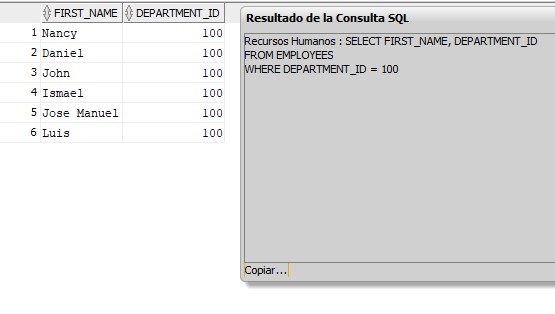 FIRST_NAME DEPARTMENT_ID
1 Nancy 100
2 Daniel 100
3 John 100
4 Ismael 100
5 Jose Manuel 100
6 Luis 100
Resultado de la Consulta SQL
Recursos Humanos : SELECT FIRST_NAME, DEPARTMENT_ID
FROM EMPLOYEES
WHERE DEPARTMENT_ID = 100
Copiar...